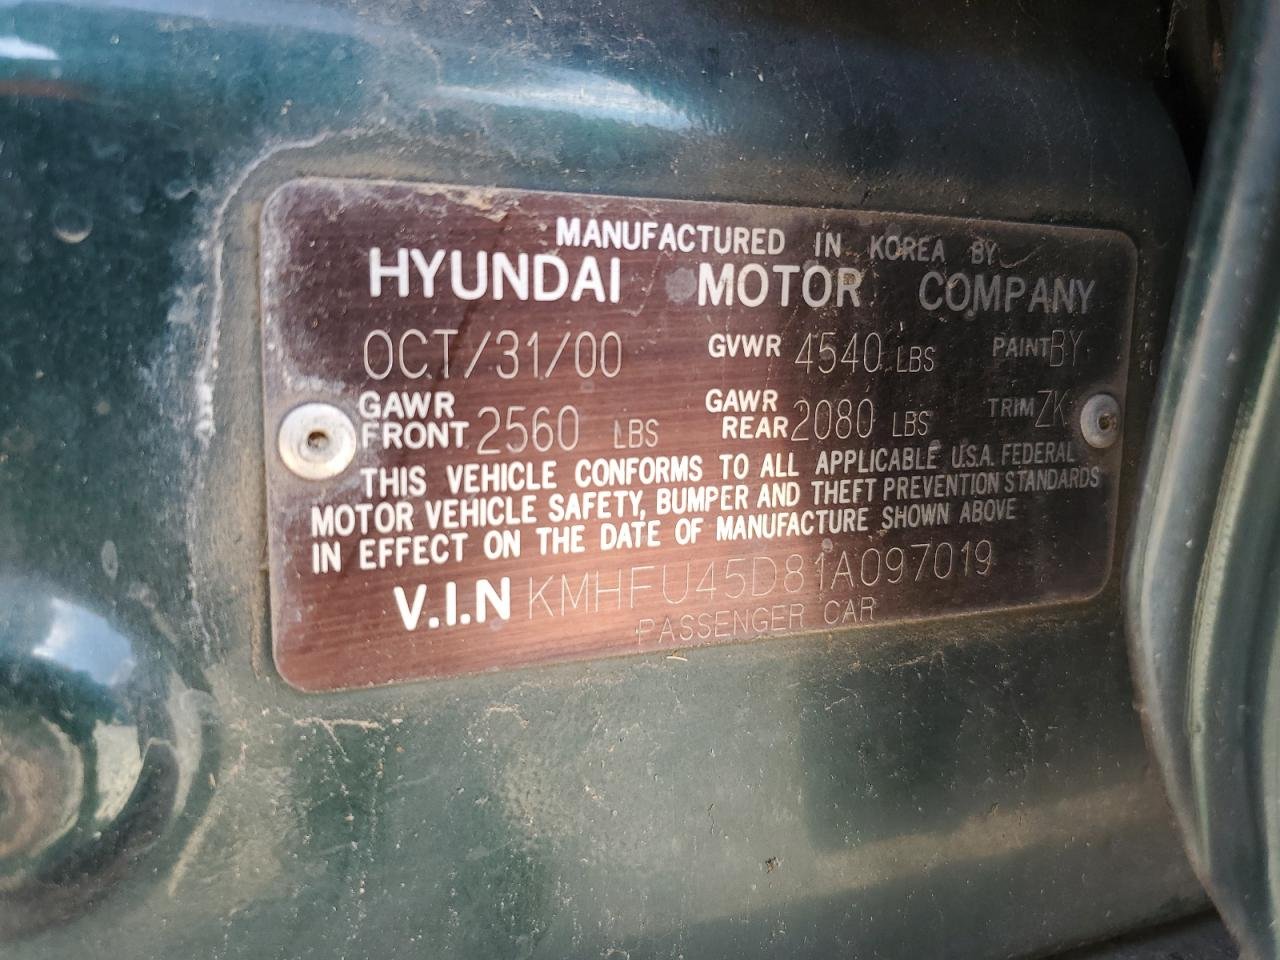 MANUFACTURED IN KOREA BY
HYUNDAI MOTOR COMPANY
OCT/31/00 GVWR 4540 LBS PAINT BY
GAWR FRONT 2560 LBS GAWR REAR 2080 LBS TRIM ZK
THIS VEHICLE CONFORMS TO ALL APPLICABLE U.S.A. FEDERAL
MOTOR VEHICLE SAFETY, BUMPER AND THEFT PREVENTION STANDARDS
IN EFFECT ON THE DATE OF MANUFACTURE SHOWN ABOVE
V.I.N KMHFU45D81A097019
PASSENGER CAR